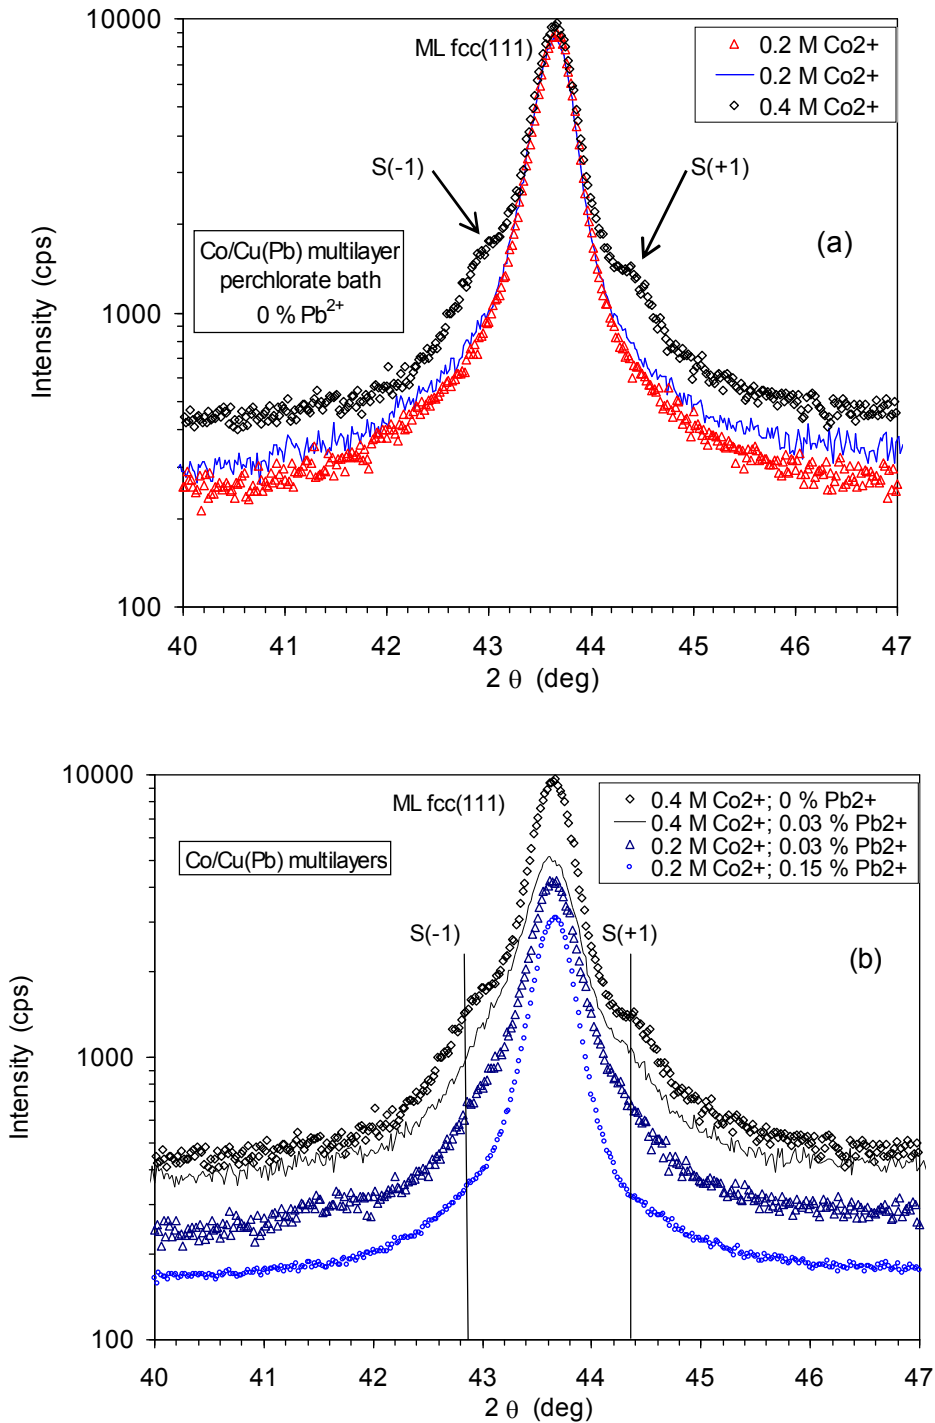 10000
ML fcc(111)
0.2 M Co2+
0.2 M Co2+
0.4 M Co2+
S(-1)
S(+1)
(a)
Co/Cu(Pb) multilayer
perchlorate bath
0 % Pb2+
1000
Intensity (cps)
100
40 41 42 43 44 45 46 47
2 θ (deg)
10000
ML fcc(111)
0.4 M Co2+; 0 % Pb2+
0.4 M Co2+; 0.03 % Pb2+
0.2 M Co2+; 0.03 % Pb2+
0.2 M Co2+; 0.15 % Pb2+
Co/Cu(Pb) multilayers
S(-1)
S(+1)
(b)
1000
Intensity (cps)
100
40 41 42 43 44 45 46 47
2 θ (deg)